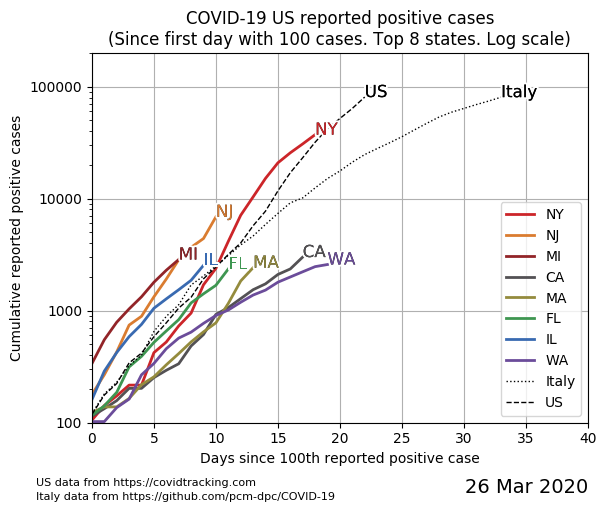 COVID-19 US reported positive cases
(Since first day with 100 cases. Top 8 states. Log scale)
Cumulative reported positive cases
100000
10000
1000
100
US
Italy
NY
NJ
MI
IL
FL
MA
CA
WA
NY
NJ
MI
CA
MA
FL
IL
WA
Italy
US
0 5 10 15 20 25 30 35 40
Days since 100th reported positive case
US data from https://covidtracking.com
Italy data from https://github.com/pcm-dpc/COVID-19
26 Mar 2020